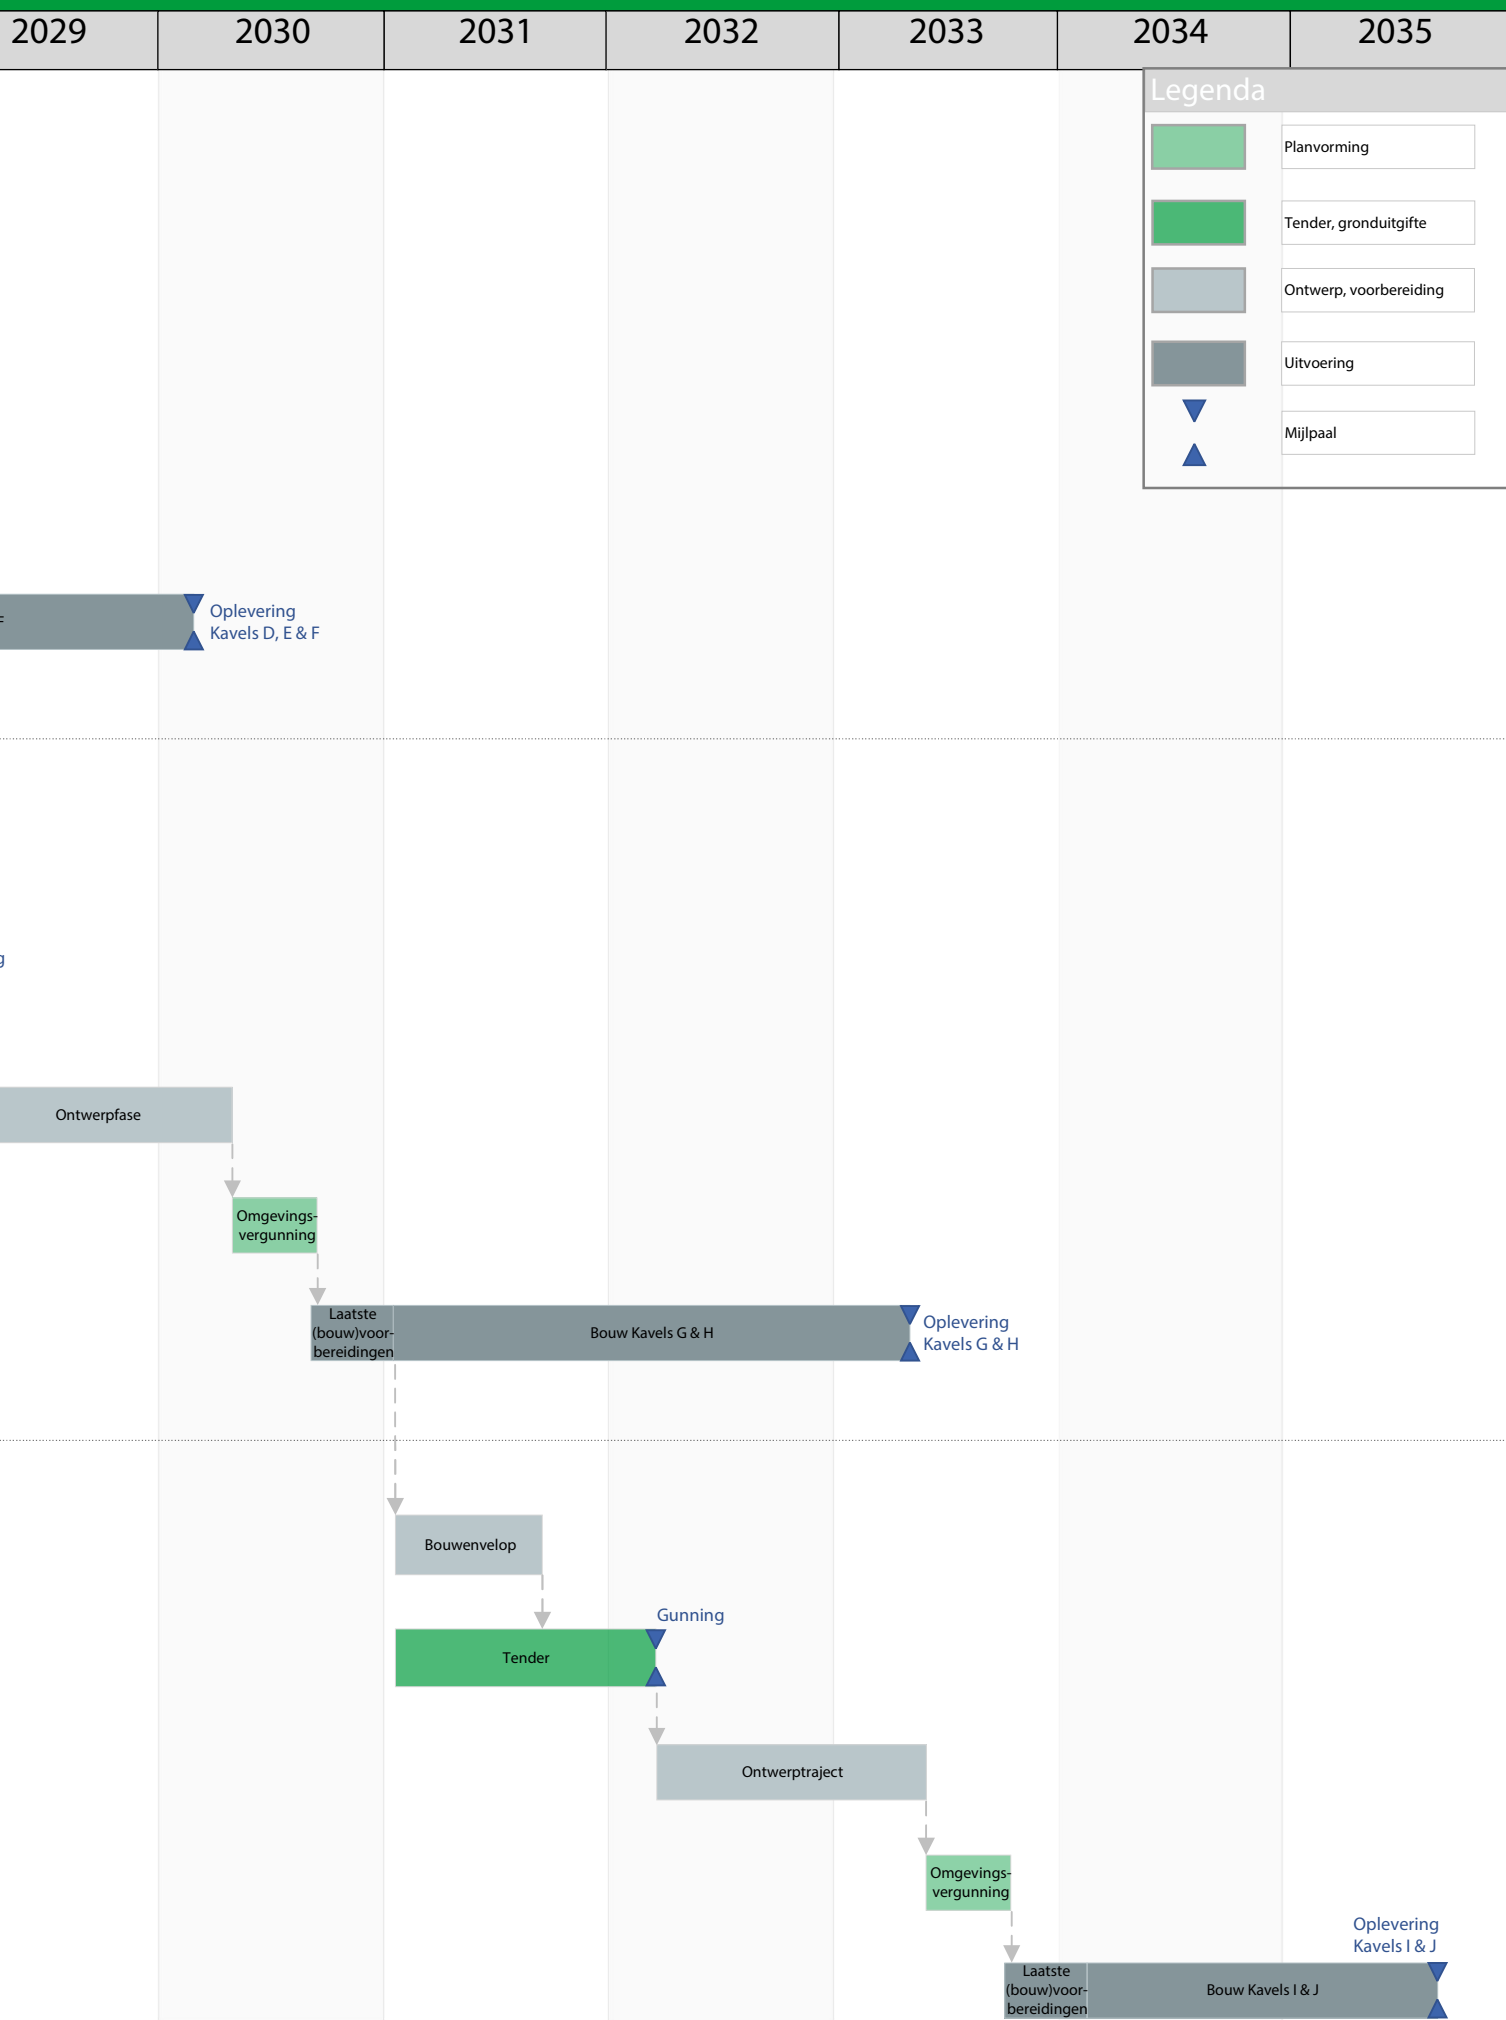 2029 2030 2031 2032 2033 2034 2035
Legenda
Planvorming
Tender, gronduitgifte
Ontwerp, voorbereiding
Uitvoering
Mijlpaal
Oplevering
Kavels D, E & F
Ontwerpfase
Omgevings-
vergunning
Laatste
(bouw)voor-
bereidingen
Bouw Kavels G & H
Oplevering
Kavels G & H
Bouwenvelop
Gunning
Tender
Ontwerptraject
Omgevings-
vergunning
Oplevering
Kavels I & J
Laatste
(bouw)voor-
bereidingen
Bouw Kavels I & J